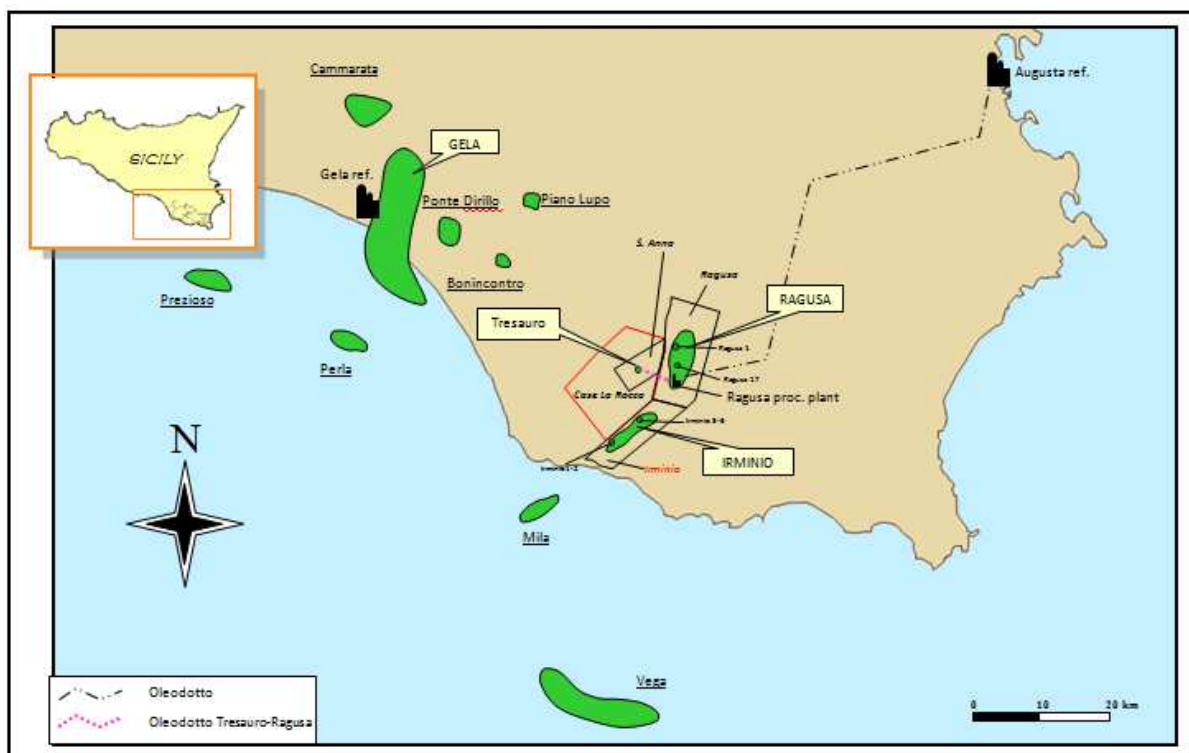 Augusta ref.
Cammarata
SICILY
GELA
Gela ref.
Ponte Dirillo
Piano Lupo
S. Anna
Ragusa
Prezioso
Bonincontro
RAGUSA
Tresauro
Ragusa 1
Perla
Ragusa 17
Case La Rocca
Ragusa proc. plant
N
IRMINIO
Irminio
Mila
Vega
Oleodotto
Oleodotto Tresauro-Ragusa
0 10 20 km